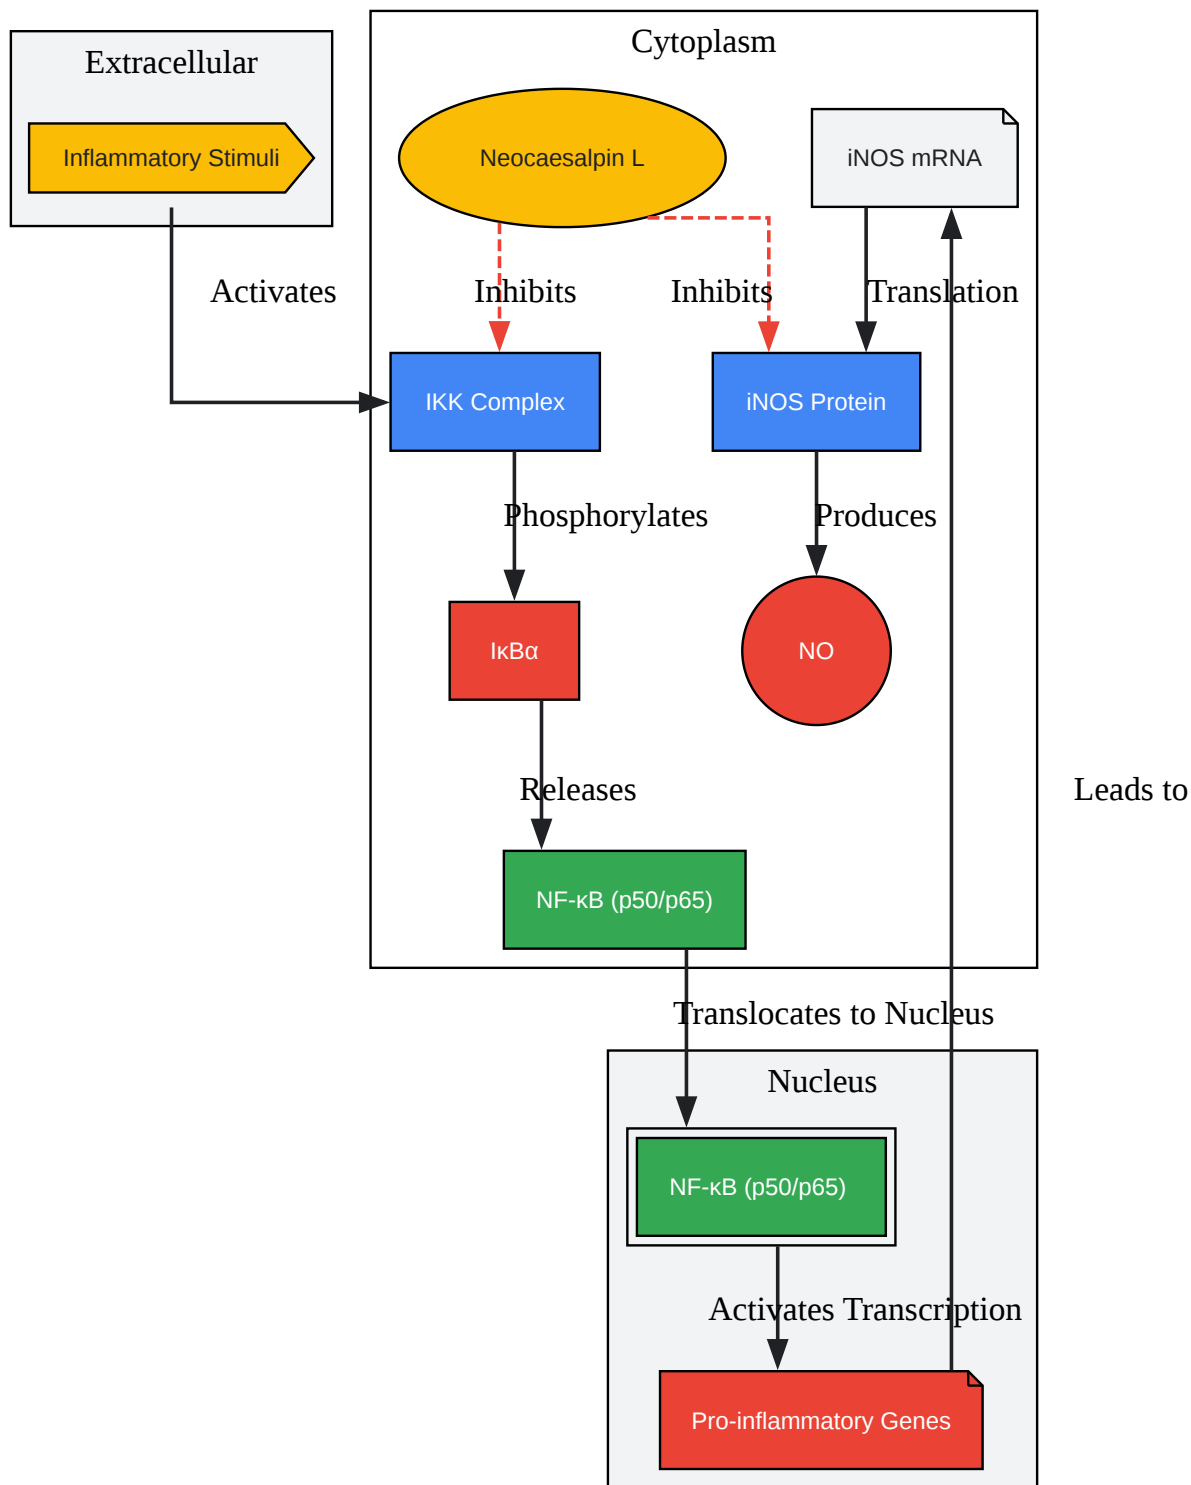 Extracellular
Inflammatory Stimuli
Cytoplasm
Neocaesalpin L
iNOS mRNA
Activates
Inhibits
Inhibits
Translation
IKK Complex
iNOS Protein
Phosphorylates
Produces
IκBα
NO
Releases
Leads to
NF-κB (p50/p65)
Translocates to Nucleus
Nucleus
NF-κB (p50/p65)
Activates Transcription
Pro-inflammatory Genes